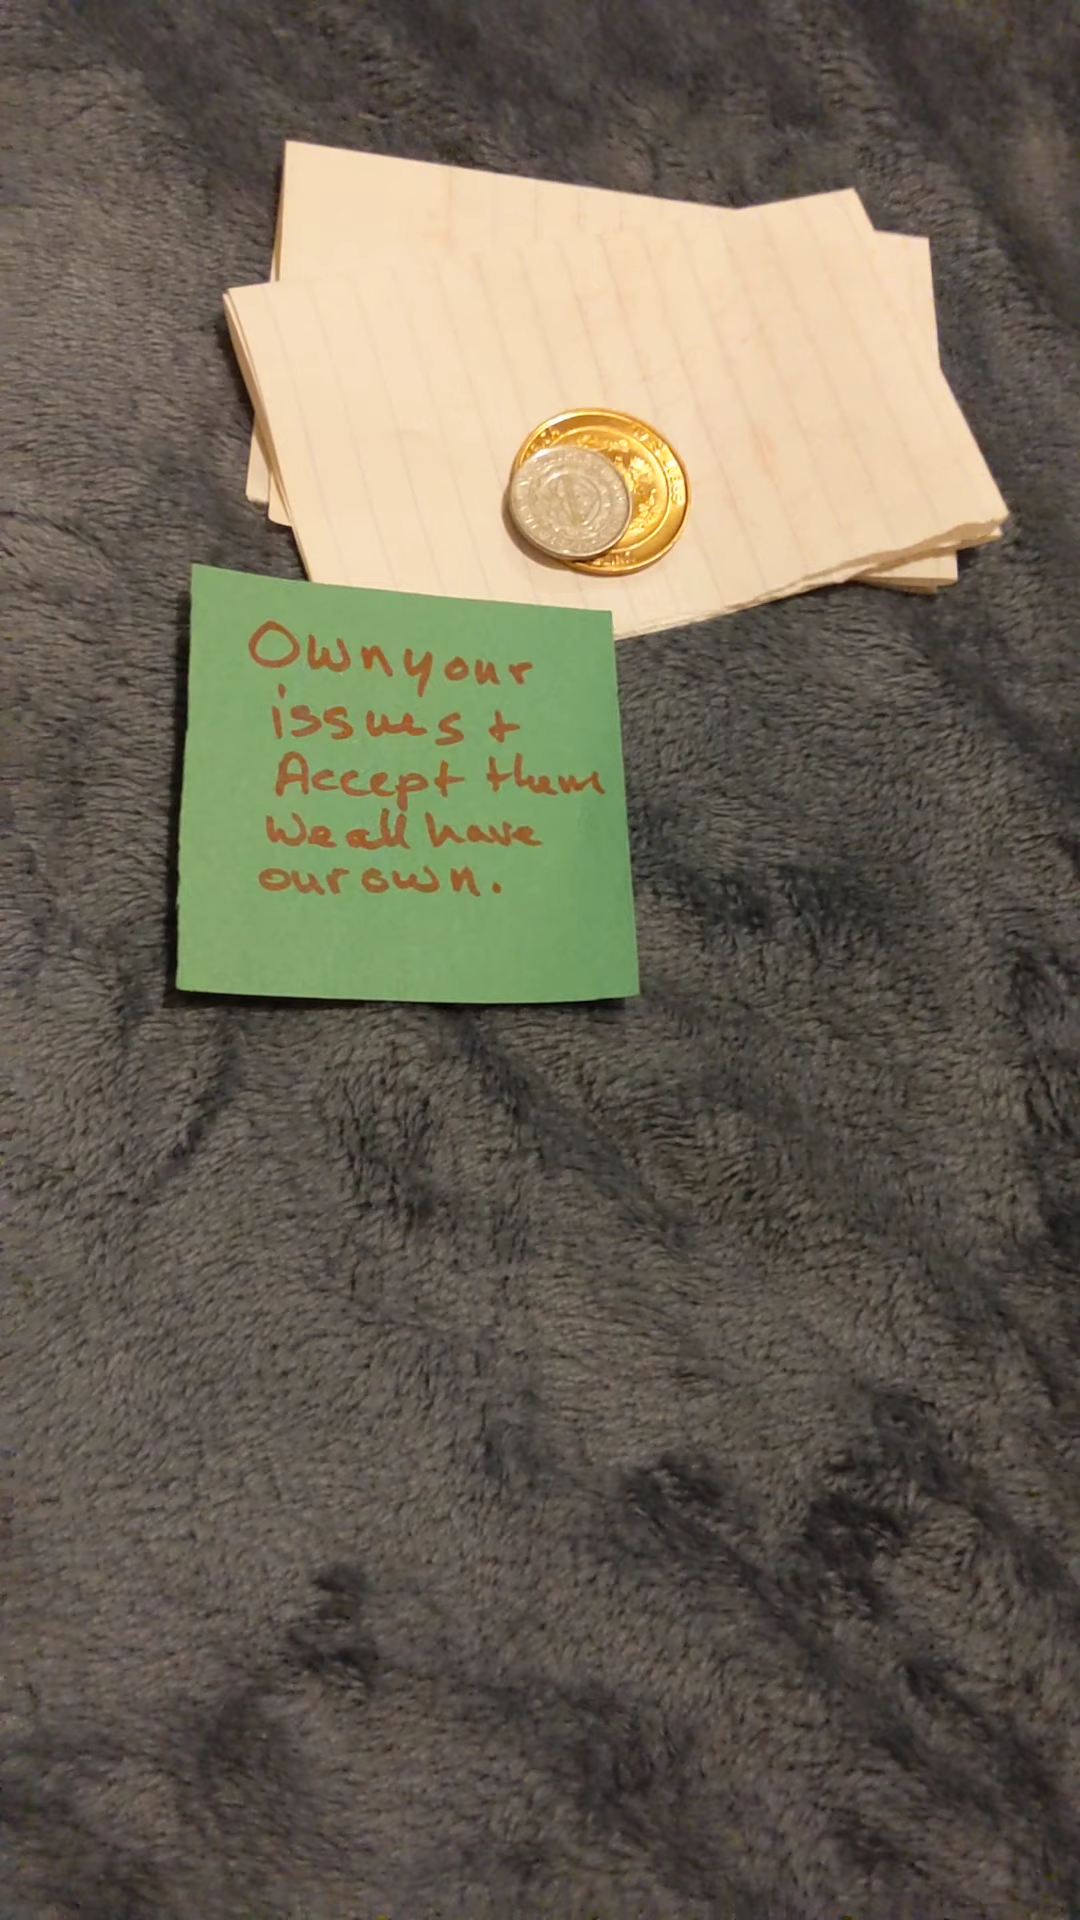 Own your
issues +
Accept them
We all have
our own.